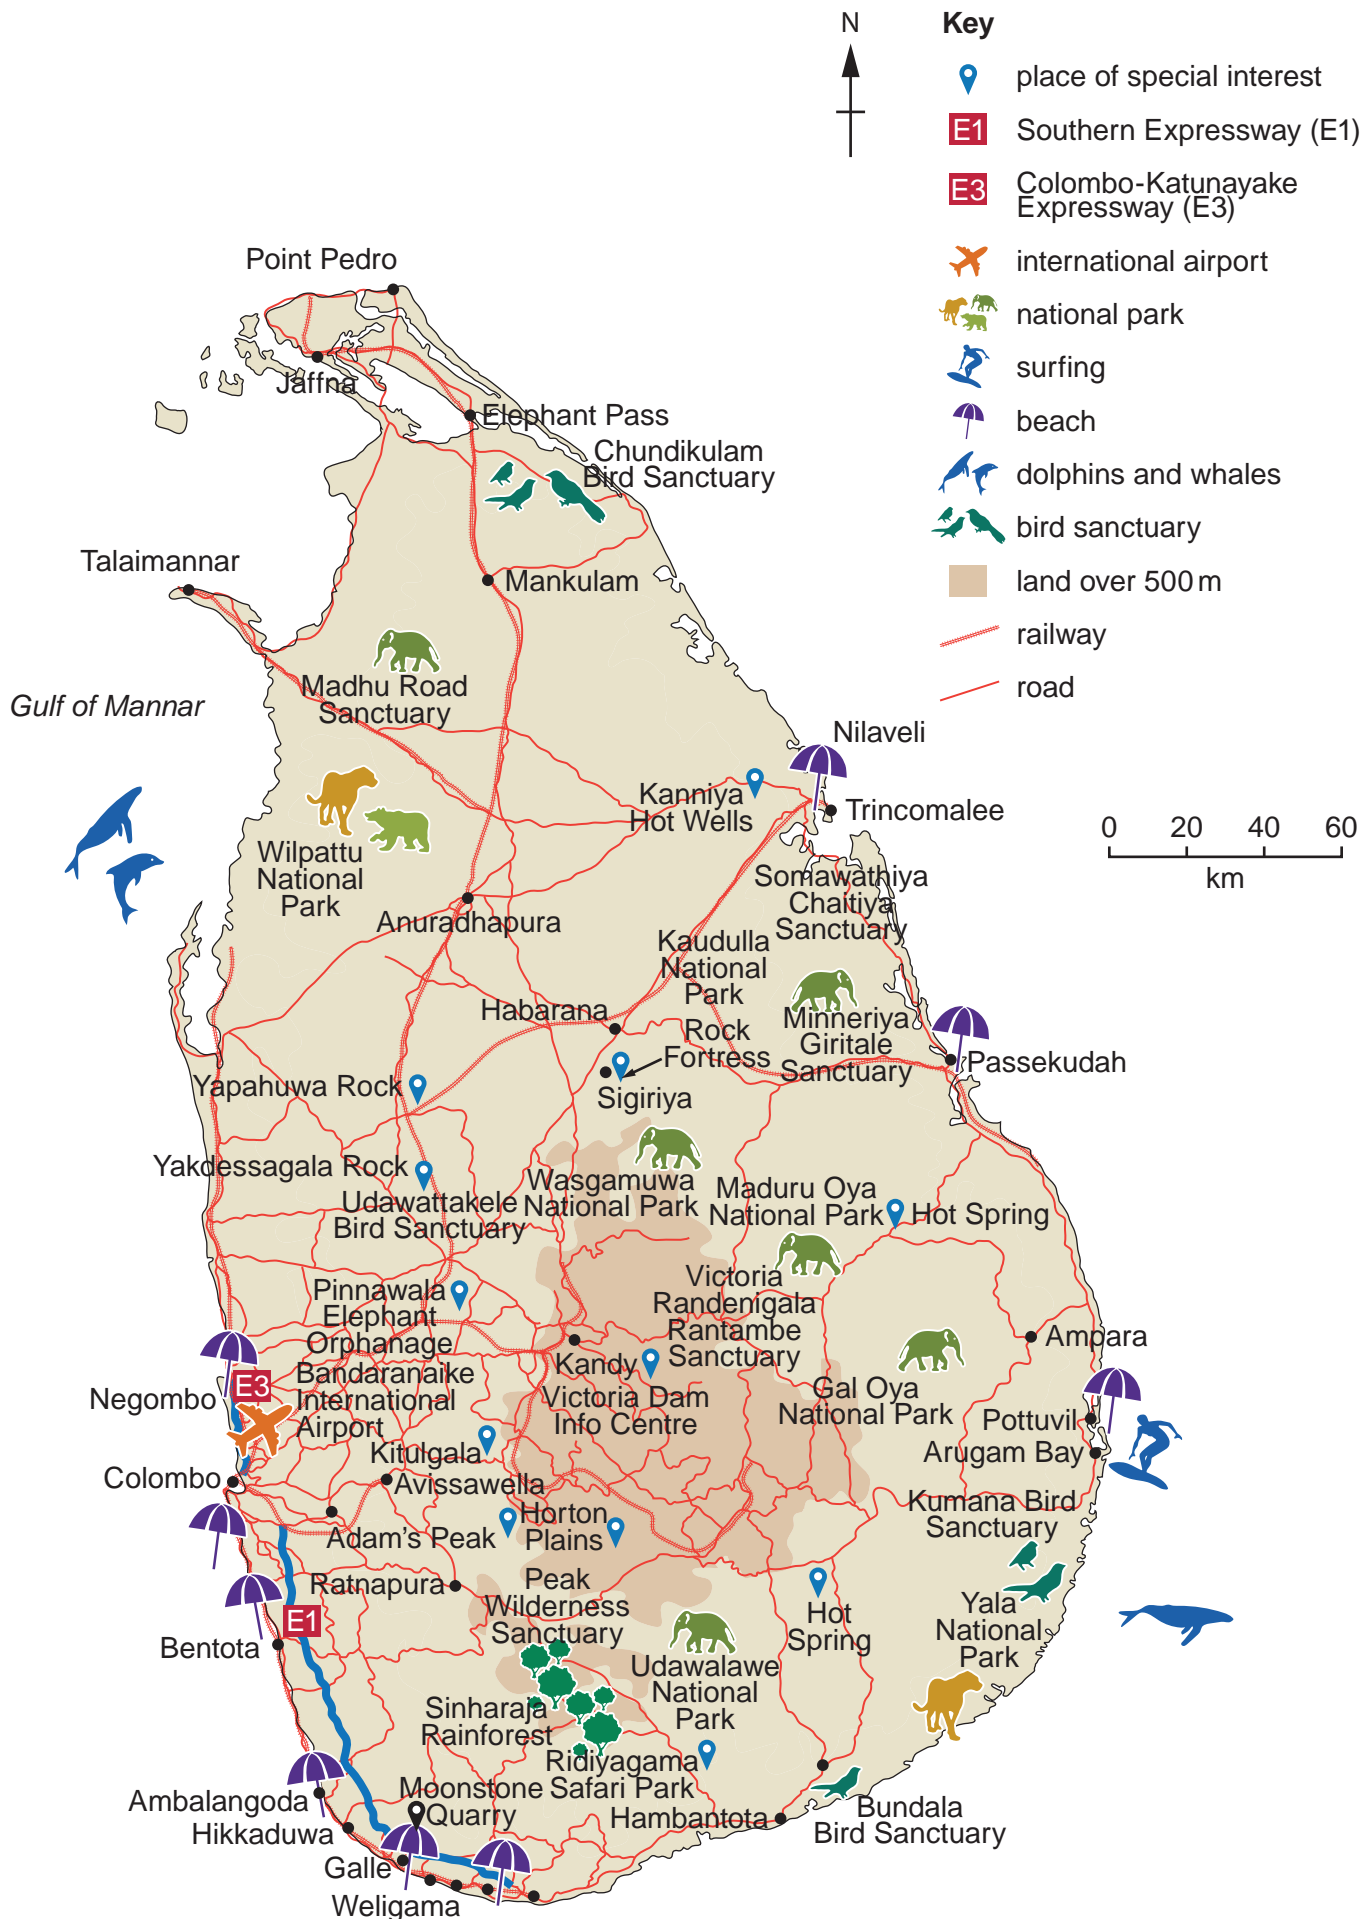 N
Key
place of special interest
E1
Southern Expressway (E1)
E3
Colombo-Katunayake
Expressway (E3)
international airport
national park
surfing
beach
dolphins and whales
bird sanctuary
land over 500 m
railway
road
Point Pedro
Jaffna
Elephant Pass
Chundikulam
Bird Sanctuary
Talaimannar
Mankulam
Madhu Road
Sanctuary
Gulf of Mannar
Nilaveli
Kanniya
Hot Wells
Trincomalee
0 20 40 60
km
Wilpattu
National
Park
Somawathiya
Chaitiya
Sanctuary
Anuradhapura
Kaudulla
National
Park
Habarana
Minneriya
Giritale
Sanctuary
Rock
Fortress
Passekudah
Yapahuwa Rock
Sigiriya
Yakdessagala Rock
Wasgamuwa
National Park
Udawattakele
Bird Sanctuary
Maduru Oya
National Park
Hot Spring
Pinnawala
Elephant
Orphanage
Victoria
Randenigala
Rantambe
Sanctuary
Ampara
Kandy
E3
Negombo
Bandaranaike
International
Airport
Victoria Dam
Info Centre
Gal Oya
National Park
Pottuvil
Arugam Bay
Kitulgala
Colombo
Avissawella
Kumana Bird
Sanctuary
Adam's Peak
Horton
Plains
Ratnapura
Peak
Wilderness
Sanctuary
Hot
Spring
Yala
National
Park
E1
Bentota
Udawalawe
National
Park
Sinharaja
Rainforest
Ridiyagama
Safari Park
Ambalangoda
Moonstone
Quarry
Hambantota
Bundala
Bird Sanctuary
Hikkaduwa
Galle
Weligama